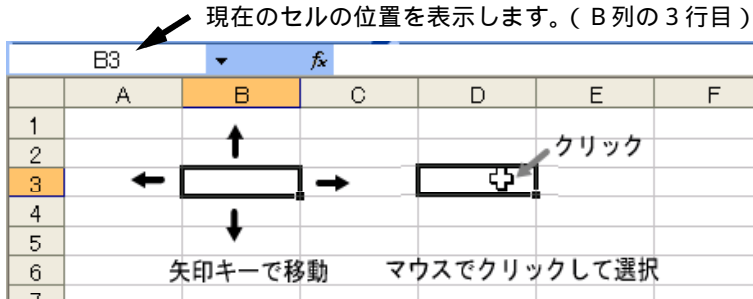 現在のセルの位置を表示します。(B列の3行目)
B3 fx
A B C D E F
1
2 クリック
3
4
5
6 矢印キーで移動 マウスでクリックして選択
7